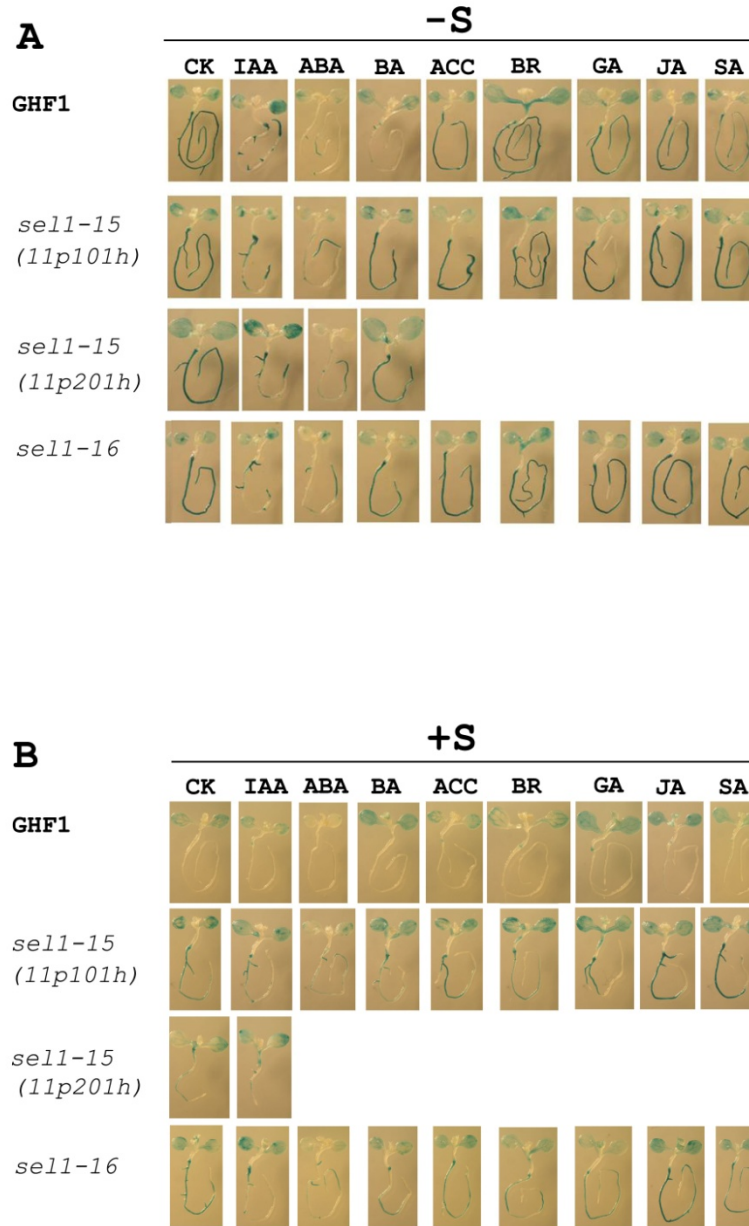 A
-S
CK IAA ABA BA ACC BR GA JA SA
GHF1
sel1-15
(11p101h)
sel1-15
(11p201h)
sel1-16
B
+S
CK IAA ABA BA ACC BR GA JA SA
GHF1
sel1-15
(11p101h)
sel1-15
(11p201h)
sel1-16